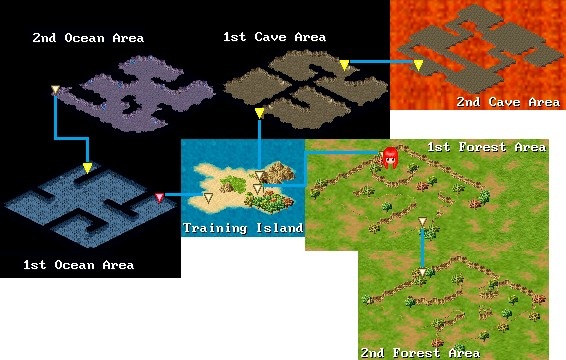 2nd Ocean Area
1st Cave Area
2nd Cave Area
1st Forest Area
Training Island
1st Ocean Area
2nd Forest Area